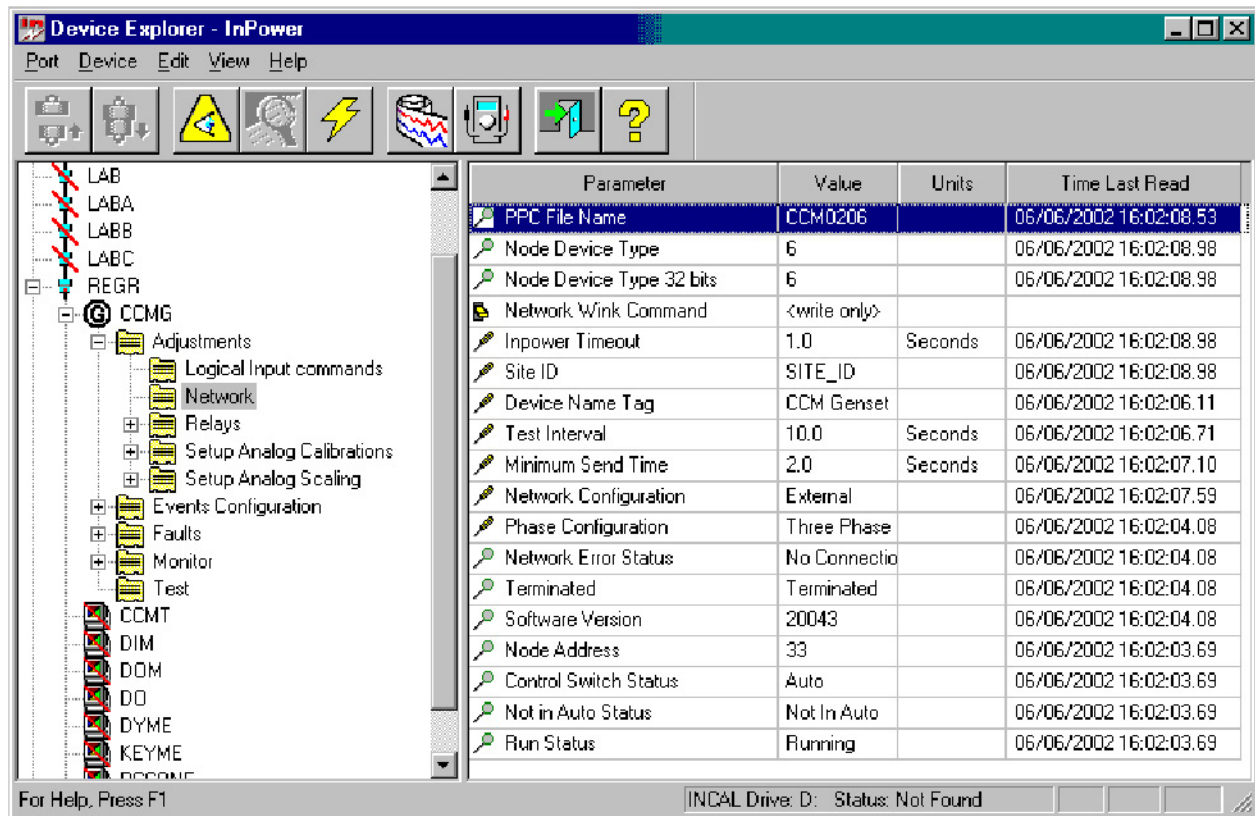 Device Explorer - InPower
Port Device Edit View Help
LAB
LABA
LABB
LABC
REGR
G CCMG
Adjustments
Logical Input commands
Network
Relays
Setup Analog Calibrations
Setup Analog Scaling
Events Configuration
Faults
Monitor
Test
CCMT
DIM
DOM
DO
DYME
KEYME
Parameter Value Units Time Last Read
PPC File Name CCM0206 06/06/2002 16:02:08.53
Node Device Type 6 06/06/2002 16:02:08.98
Node Device Type 32 bits 6 06/06/2002 16:02:08.98
Network Wink Command <write only>
Inpower Timeout 1.0 Seconds 06/06/2002 16:02:08.98
Site ID SITE_ID 06/06/2002 16:02:08.98
Device Name Tag CCM Genset 06/06/2002 16:02:06.11
Test Interval 10.0 Seconds 06/06/2002 16:02:06.71
Minimum Send Time 2.0 Seconds 06/06/2002 16:02:07.10
Network Configuration External 06/06/2002 16:02:07.59
Phase Configuration Three Phase 06/06/2002 16:02:04.08
Network Error Status No Connectio 06/06/2002 16:02:04.08
Terminated Terminated 06/06/2002 16:02:04.08
Software Version 20043 06/06/2002 16:02:04.08
Node Address 33 06/06/2002 16:02:03.69
Control Switch Status Auto 06/06/2002 16:02:03.69
Not in Auto Status Not In Auto 06/06/2002 16:02:03.69
Run Status Running 06/06/2002 16:02:03.69
For Help, Press F1
INCAL Drive: D: Status: Not Found